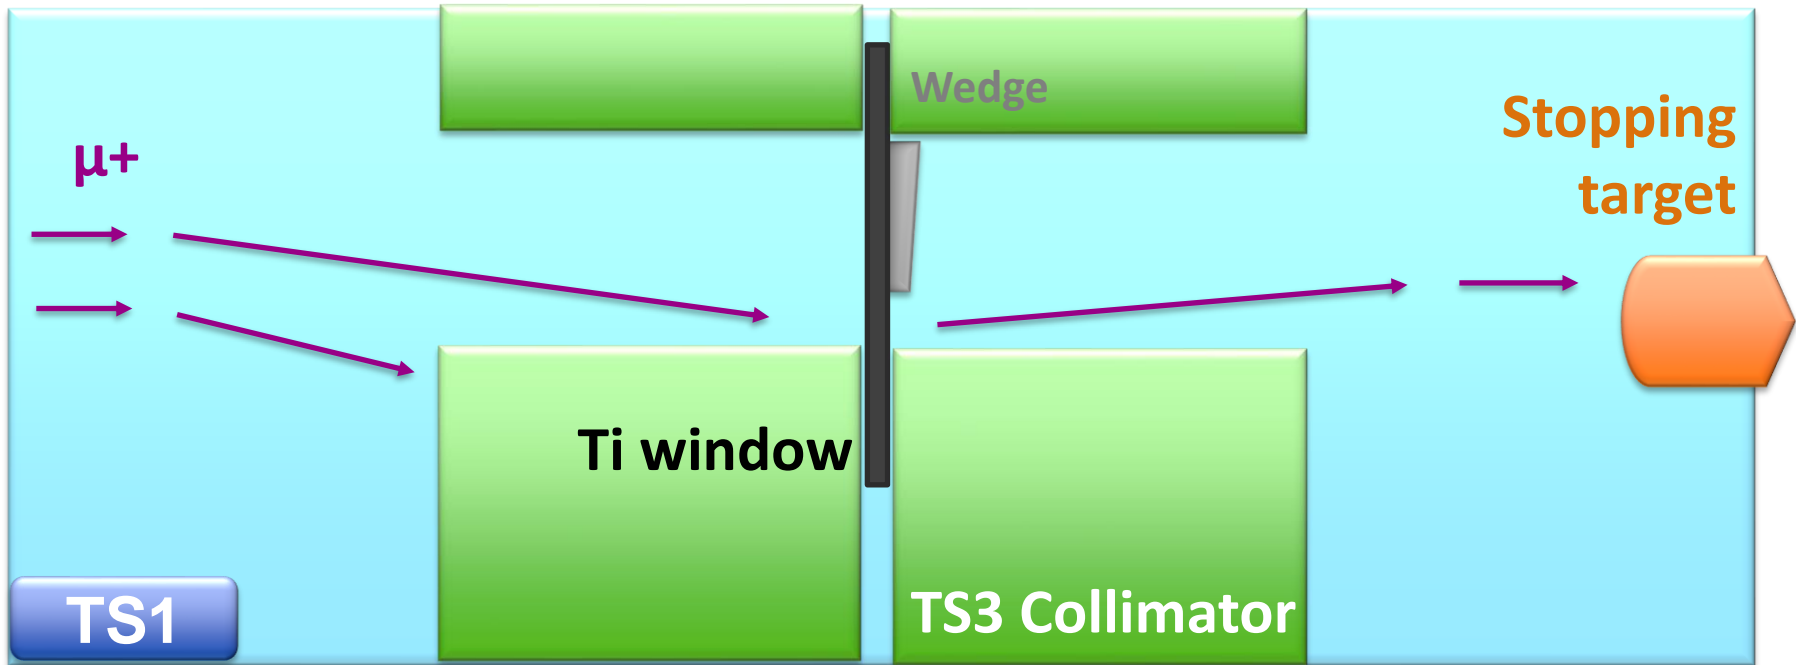 Wedge
Stopping
target
μ+
Ti window
TS1
TS3 Collimator